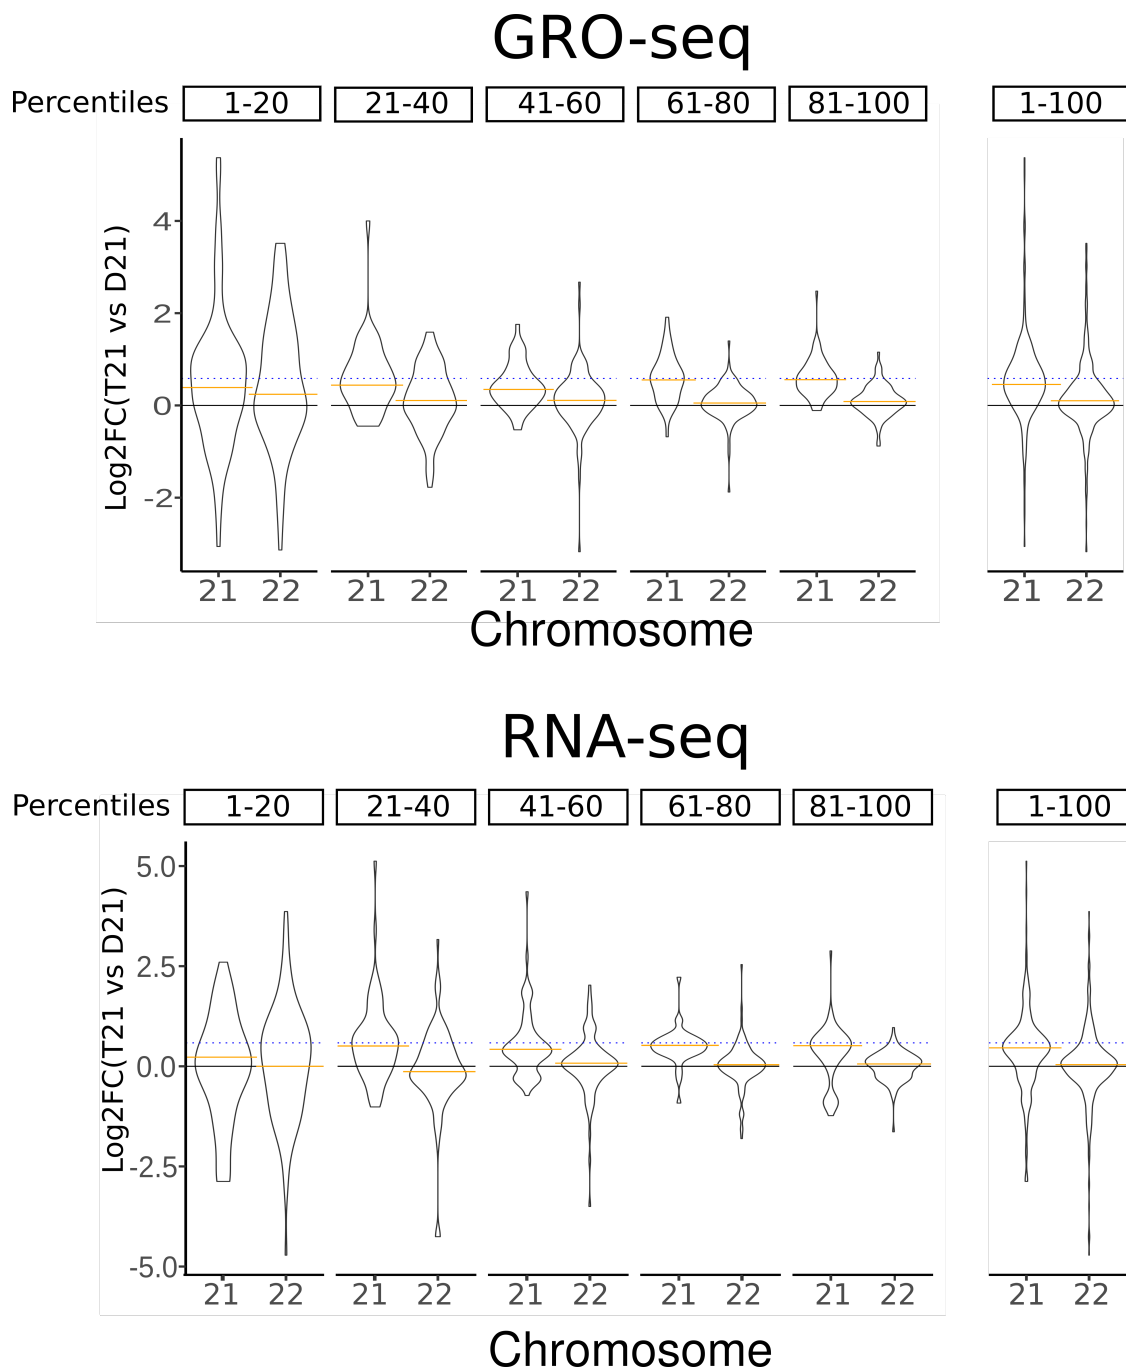 GRO-seq
Percentiles 1-20 21-40 41-60 61-80 81-100 1-100
Log2FC(T21 vs D21)
4
2
0
-2
21 22 21 22 21 22 21 22 21 22 21 22
Chromosome
RNA-seq
Percentiles 1-20 21-40 41-60 61-80 81-100 1-100
Log2FC(T21 vs D21)
5.0
2.5
0.0
-2.5
-5.0
21 22 21 22 21 22 21 22 21 22 21 22
Chromosome